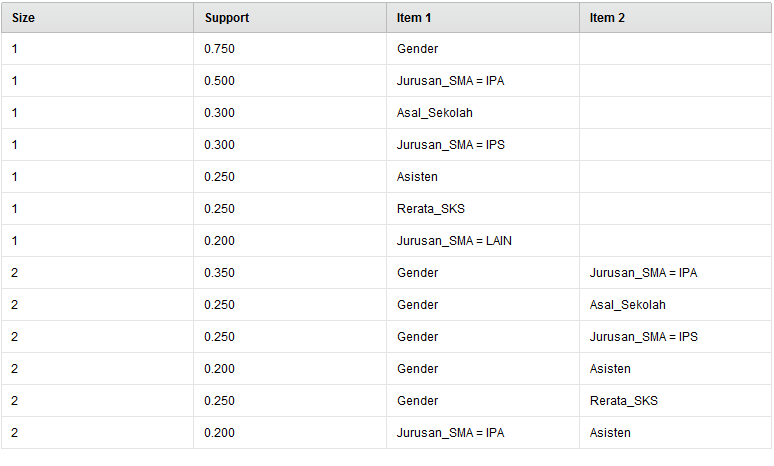 Size Support Item 1 Item 2
1 0.750 Gender
1 0.500 Jurusan_SMA = IPA
1 0.300 Asal_Sekolah
1 0.300 Jurusan_SMA = IPS
1 0.250 Asisten
1 0.250 Rerata_SKS
1 0.200 Jurusan_SMA = LAIN
2 0.350 Gender Jurusan_SMA = IPA
2 0.250 Gender Asal_Sekolah
2 0.250 Gender Jurusan_SMA = IPS
2 0.200 Gender Asisten
2 0.250 Gender Rerata_SKS
2 0.200 Jurusan_SMA = IPA Asisten